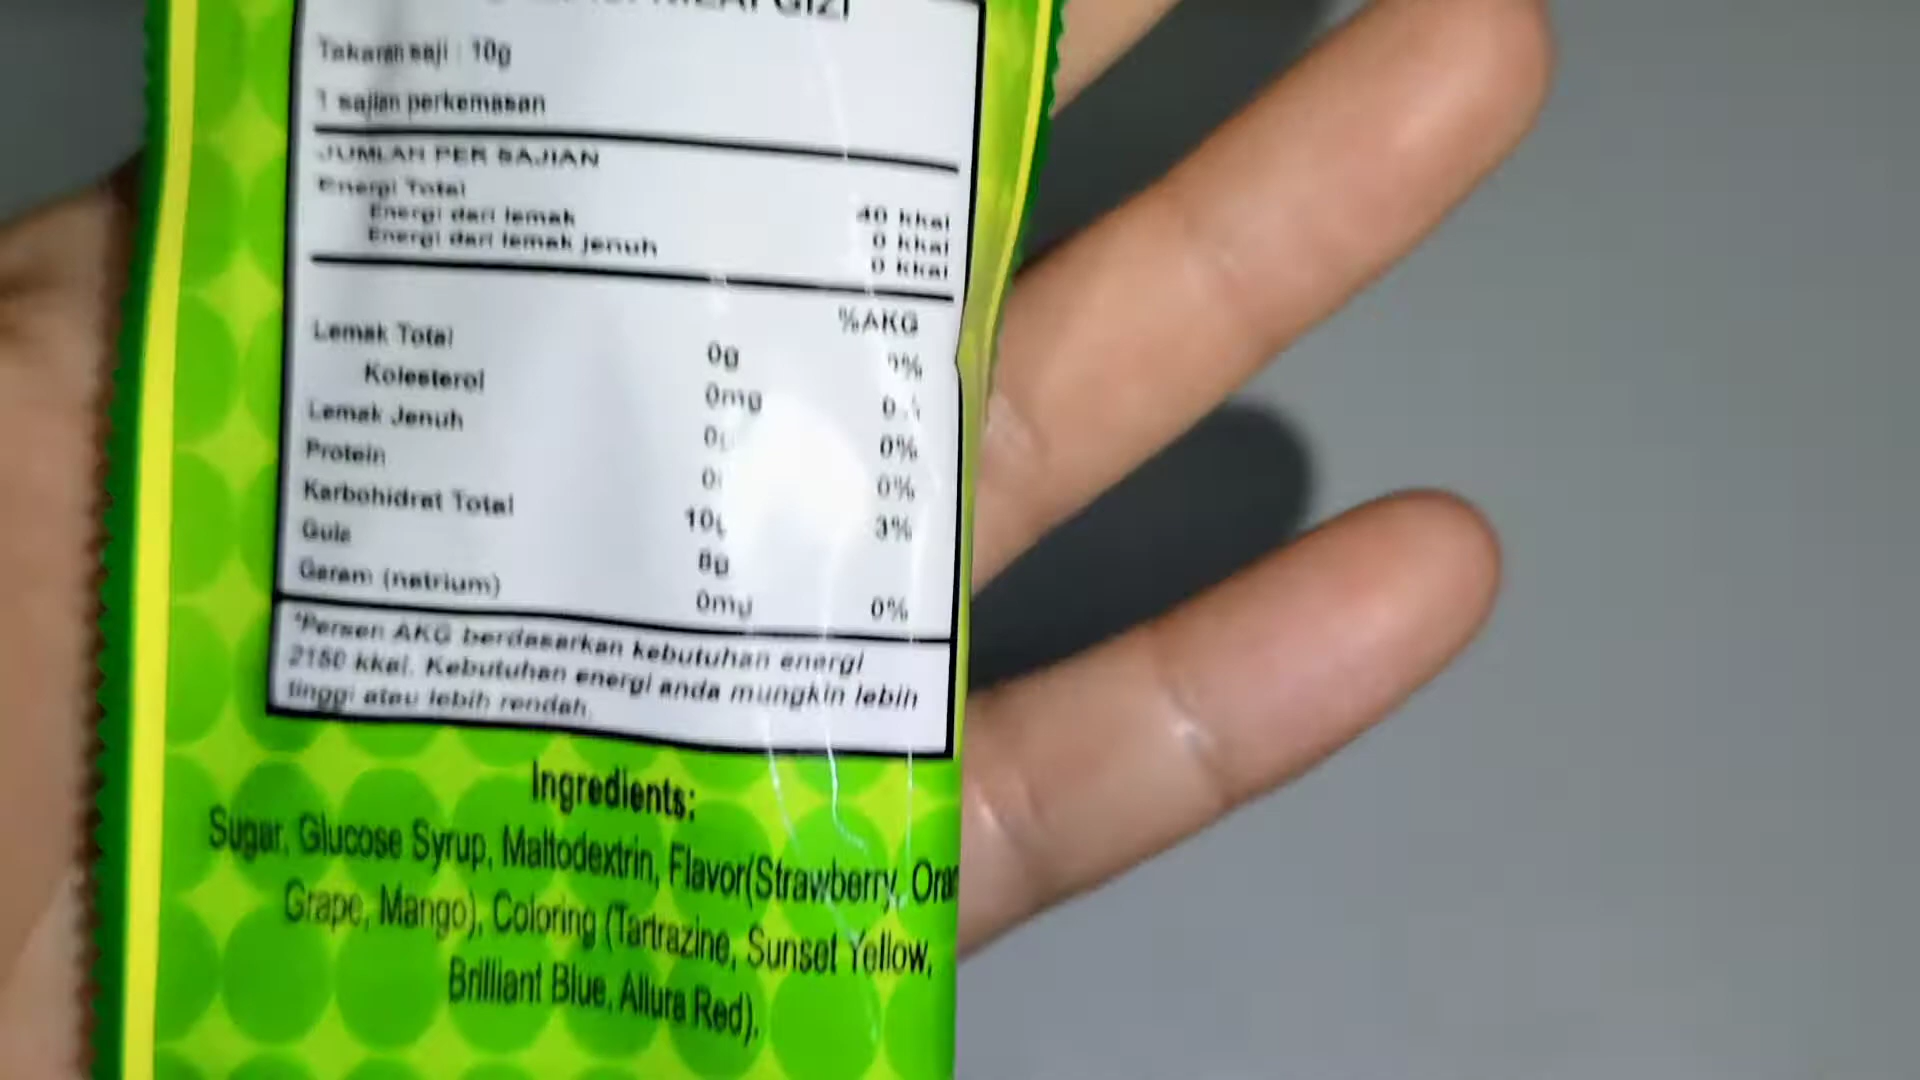 NILAI GIZI
Takaran saji : 10g
1 sajian perkemasan
JUMLAH PER SAJIAN
Energi Total 40 kkal
Energi dari lemak 0 kkal
Energi dari lemak jenuh 0 kkal
%AKG
Lemak Total 0g
Kolesterol 0mg
Lemak Jenuh 0%
Protein 0%
Karbohidrat Total 10g 3%
Gula 8g
Garam (natrium) 0mg 0%
*Persen AKG berdasarkan kebutuhan energi
2150 kkal. Kebutuhan energi anda mungkin lebih
tinggi atau lebih rendah.
Ingredients:
Sugar, Glucose Syrup, Maltodextrin, Flavor(Strawberry, Oran
Grape, Mango), Coloring (Tartrazine, Sunset Yellow,
Brilliant Blue, Allura Red).